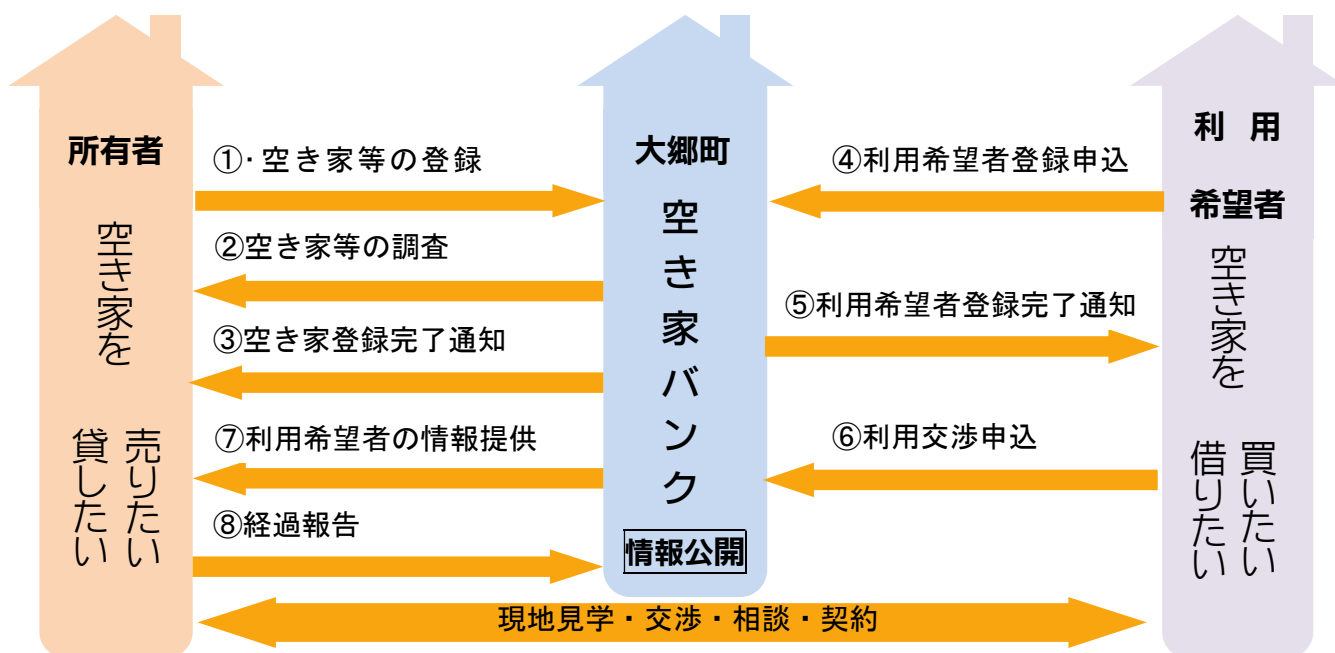 所有者
空き家を
売りたい
貸したい
①・空き家等の登録
②空き家等の調査
③空き家登録完了通知
⑦利用希望者の情報提供
⑧経過報告
大郷町
空き家バンク
情報公開
④利用希望者登録申込
⑤利用希望者登録完了通知
⑥利用交渉申込
利 用
希望者
空き家を
買いたい
借りたい
現地見学・交渉・相談・契約